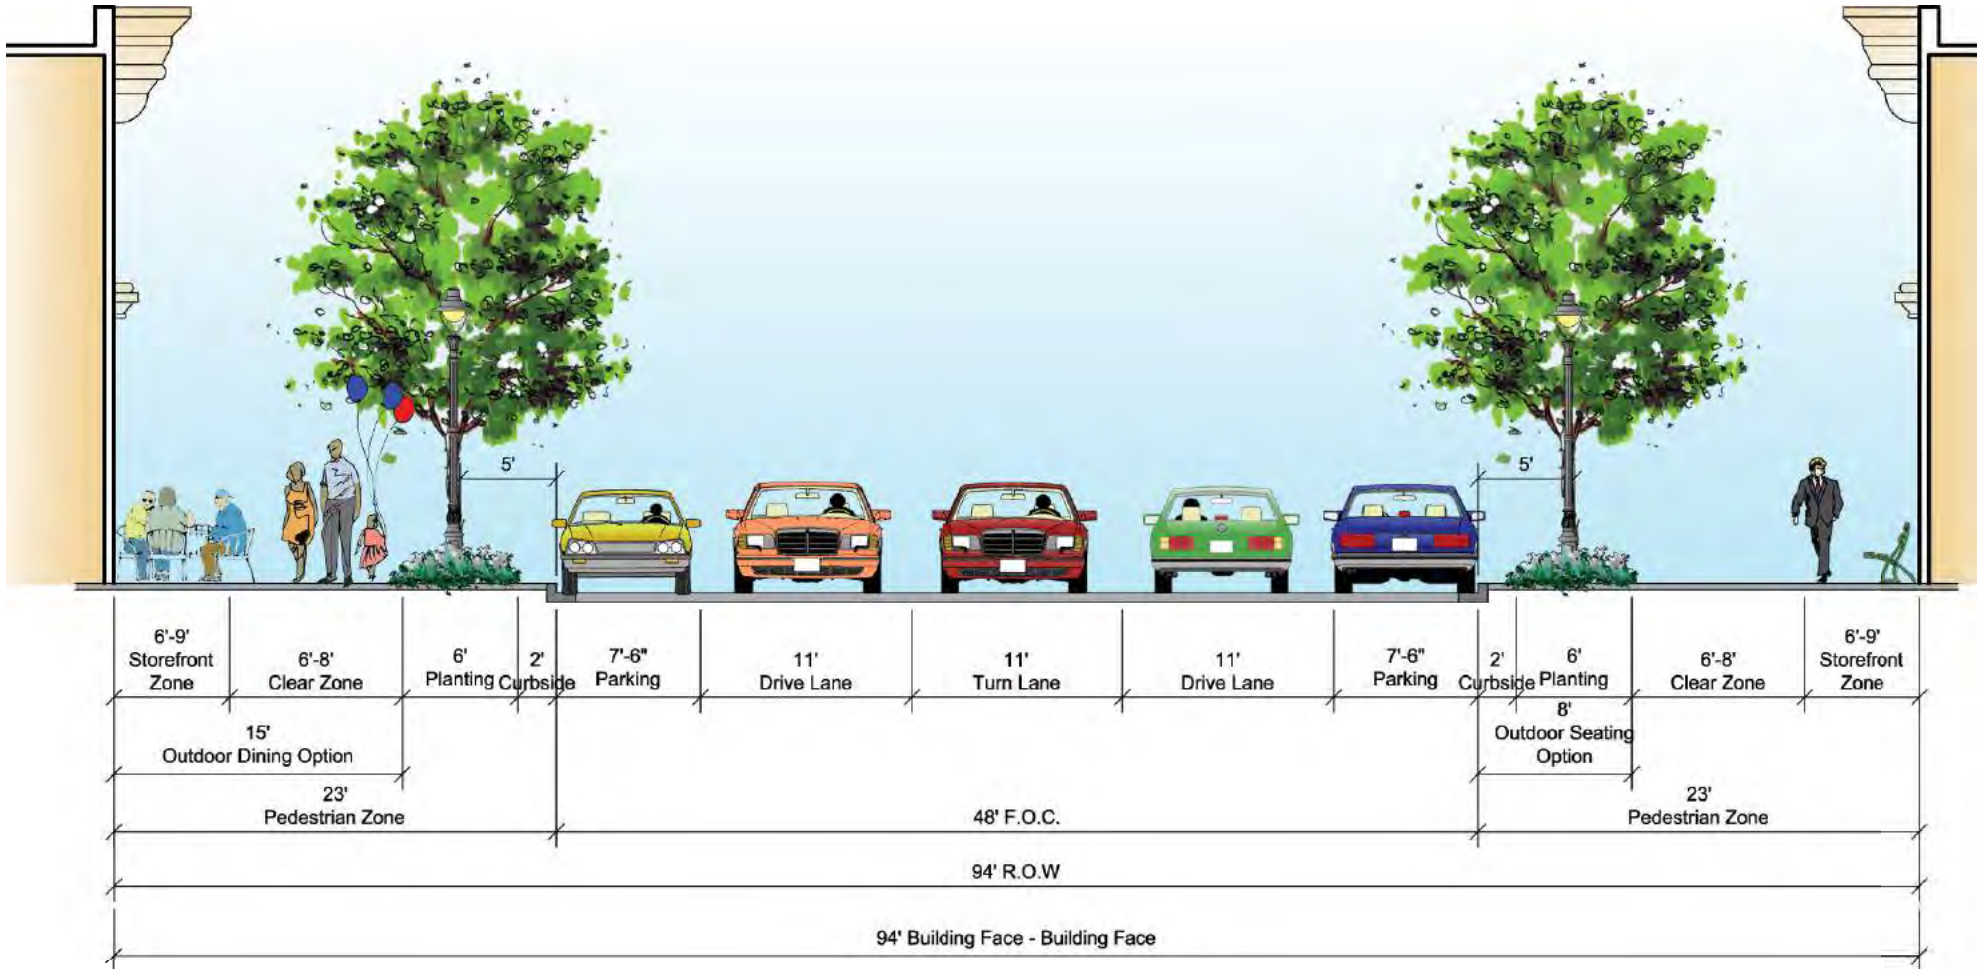 5'
5'
6'-9'
Storefront
Zone
6'-8'
Clear Zone
6'
Planting
2'
Curbside
7'-6"
Parking
11'
Drive Lane
11'
Turn Lane
11'
Drive Lane
7'-6"
Parking
2'
Curbside
6'
Planting
6'-8'
Clear Zone
6'-9'
Storefront
Zone
15'
Outdoor Dining Option
8'
Outdoor Seating
Option
23'
Pedestrian Zone
48' F.O.C.
23'
Pedestrian Zone
94' R.O.W
94' Building Face - Building Face